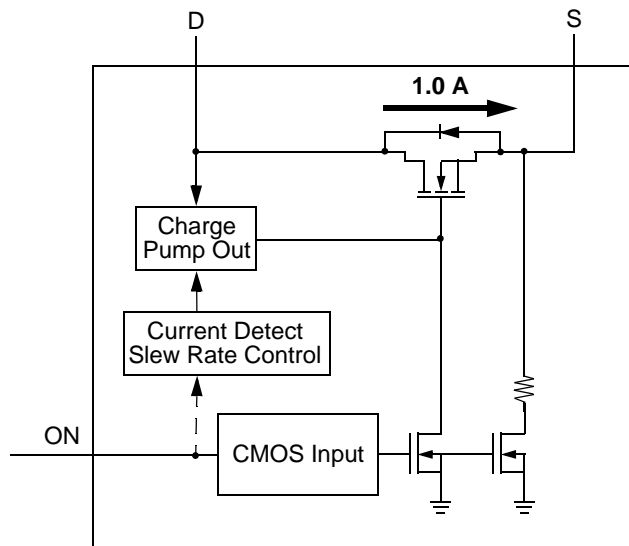 D
S
1.0 A
Charge
Pump Out
Current Detect
Slew Rate Control
ON
CMOS Input